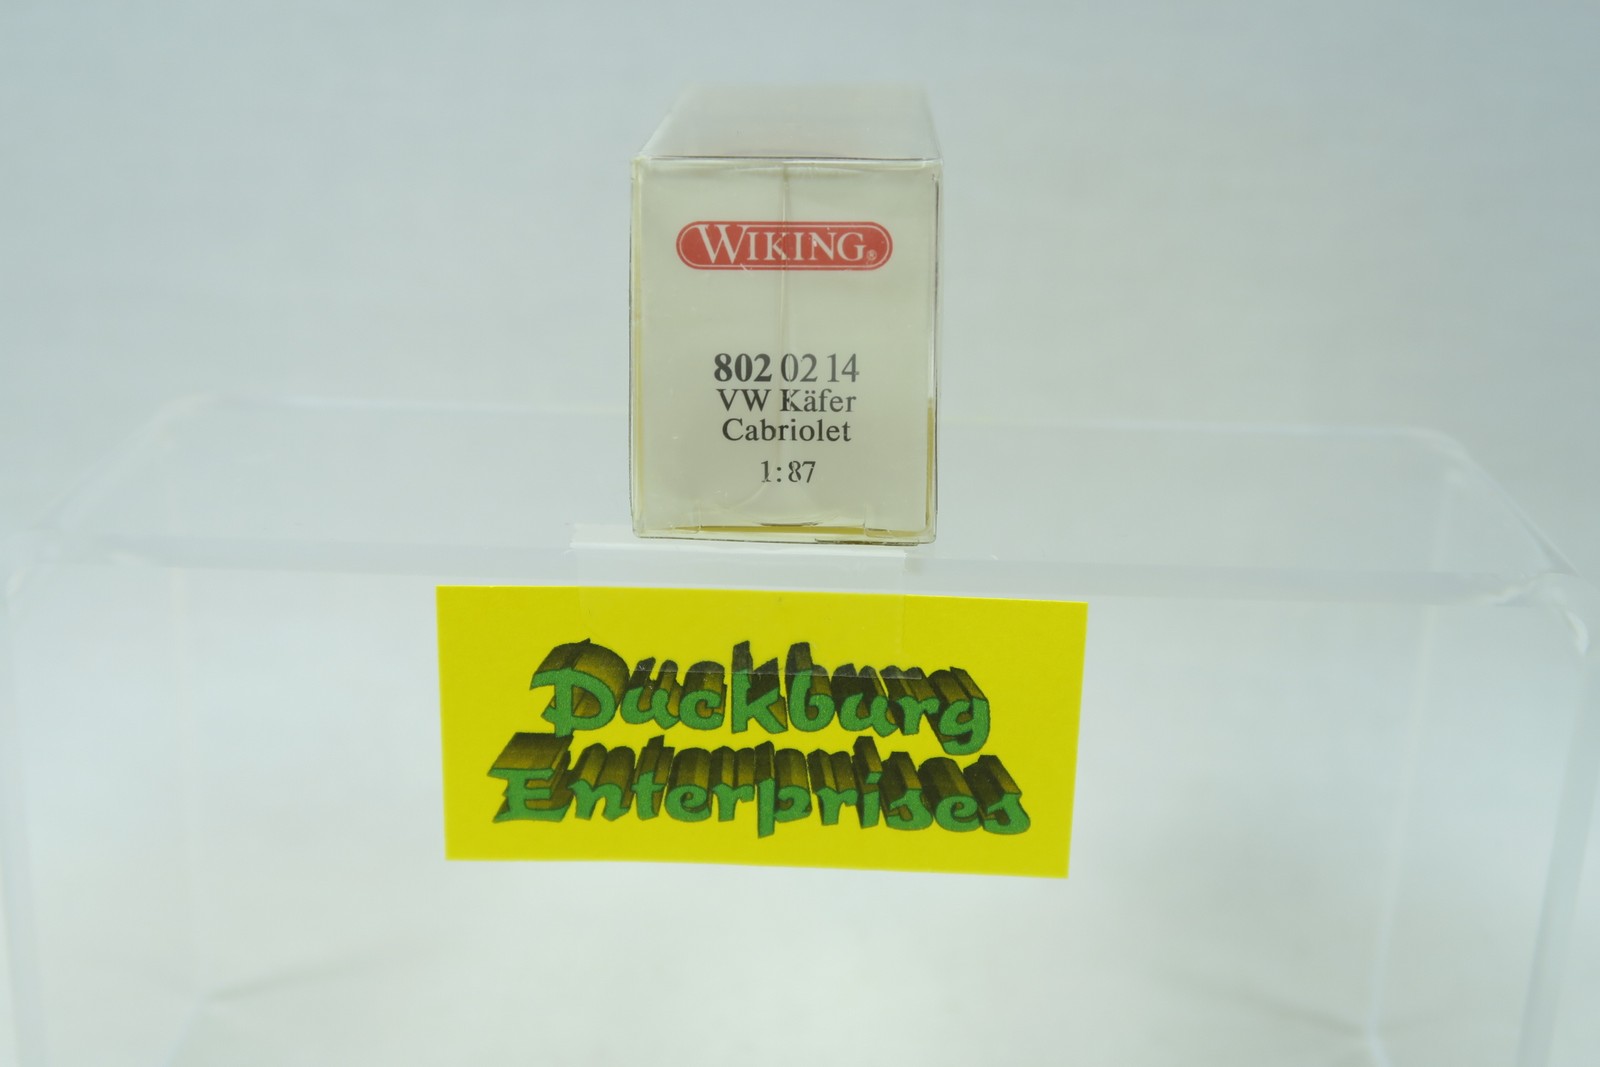 WIKING®
802 02 14
VW Käfer
Cabriolet
1:87
Duckburg
Enterprises